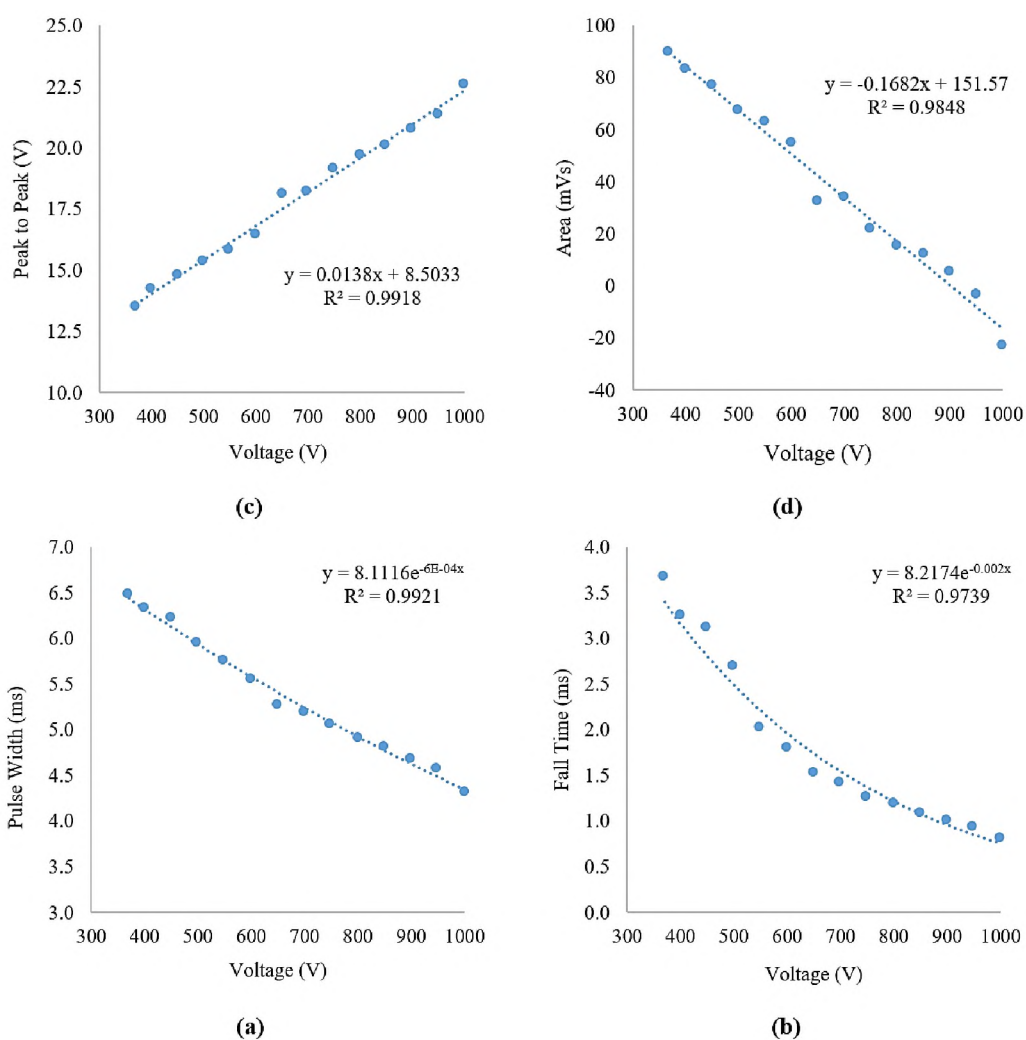 25.0
22.5
20.0
17.5
15.0
12.5
10.0
Peak to Peak (V)
y = 0.0138x + 8.5033
R² = 0.9918
300 400 500 600 700 800 900 1000
Voltage (V)
(c)
100
80
60
40
20
0
-20
-40
Area (mVs)
y = -0.1682x + 151.57
R² = 0.9848
300 400 500 600 700 800 900 1000
Voltage (V)
(d)
7.0
6.5
6.0
5.5
5.0
4.5
4.0
3.5
3.0
Pulse Width (ms)
y = 8.1116e-6E-04x
R² = 0.9921
300 400 500 600 700 800 900 1000
Voltage (V)
(a)
4.0
3.5
3.0
2.5
2.0
1.5
1.0
0.5
0.0
Fall Time (ms)
y = 8.2174e-0.002x
R² = 0.9739
300 400 500 600 700 800 900 1000
Voltage (V)
(b)